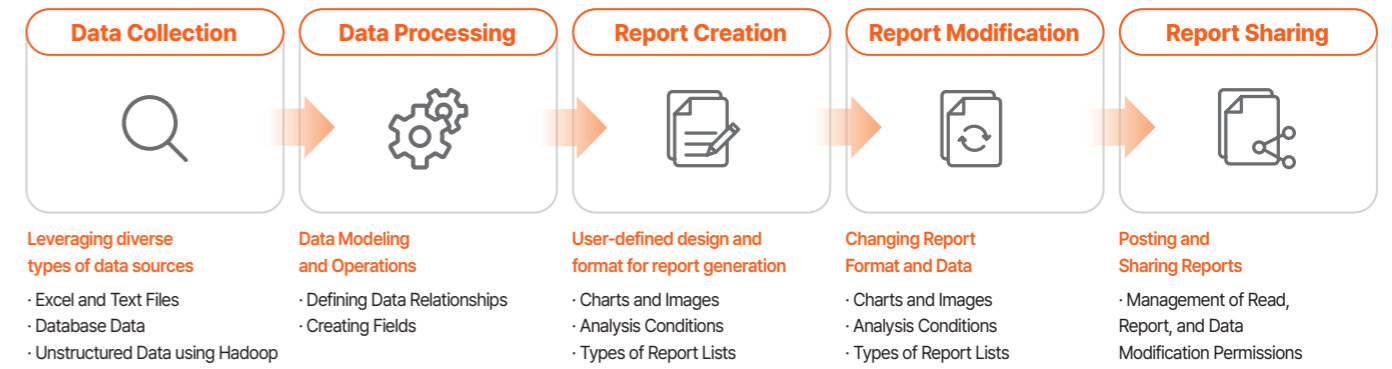 Data Collection
Data Processing
Report Creation
Report Modification
Report Sharing
Leveraging diverse
types of data sources
· Excel and Text Files
· Database Data
· Unstructured Data using Hadoop
Data Modeling
and Operations
· Defining Data Relationships
· Creating Fields
User-defined design and
format for report generation
· Charts and Images
· Analysis Conditions
· Types of Report Lists
Changing Report
Format and Data
· Charts and Images
· Analysis Conditions
· Types of Report Lists
Posting and
Sharing Reports
· Management of Read,
Report, and Data
Modification Permissions